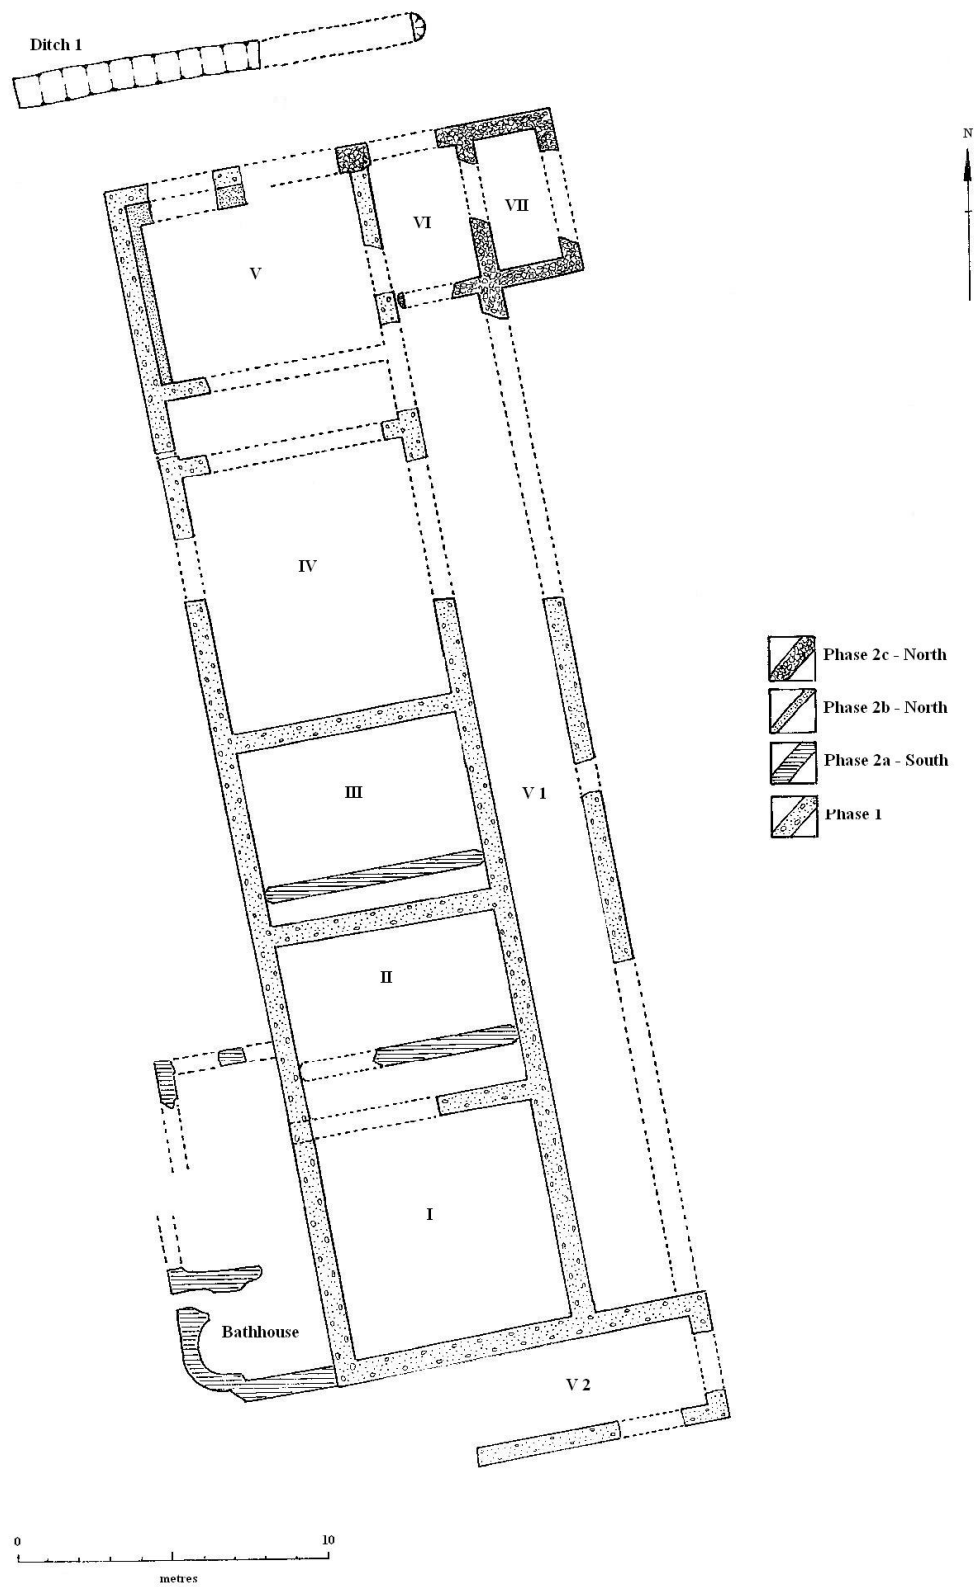 Ditch 1
N
VII
VI
V
IV
Phase 2c - North
Phase 2b - North
Phase 2a - South
Phase 1
III
V 1
II
I
Bathhouse
V 2
0 10
metres